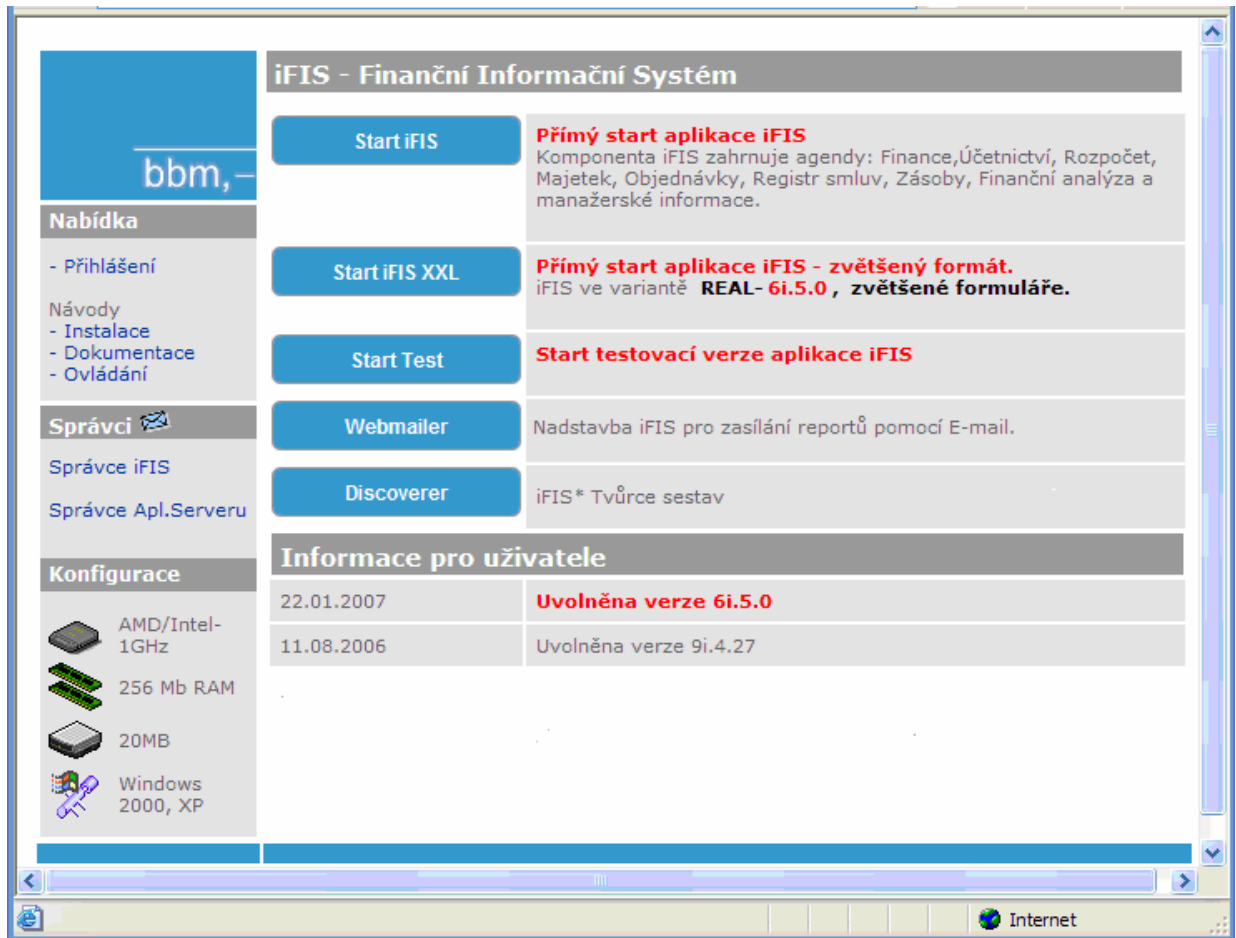 bbm,–
Nabídka
- Přihlášení
Návody
- Instalace
- Dokumentace
- Ovládání
Správci
Správce iFIS
Správce Apl.Serveru
Konfigurace
AMD/Intel-
1GHz
256 Mb RAM
20MB
Windows
2000, XP
iFIS - Finanční Informační Systém
Start iFIS
Přímý start aplikace iFIS
Komponenta iFIS zahrnuje agendy: Finance,Účetnictví, Rozpočet,
Majetek, Objednávky, Registr smluv, Zásoby, Finanční analýza a
manažerské informace.
Start iFIS XXL
Přímý start aplikace iFIS - zvětšený formát.
iFIS ve variantě REAL- 6i.5.0 , zvětšené formuláře.
Start Test
Start testovací verze aplikace iFIS
Webmailer
Nadstavba iFIS pro zasílání reportů pomocí E-mail.
Discoverer
iFIS* Tvůrce sestav
Informace pro uživatele
22.01.2007 Uvolněna verze 6i.5.0
11.08.2006 Uvolněna verze 9i.4.27
Internet